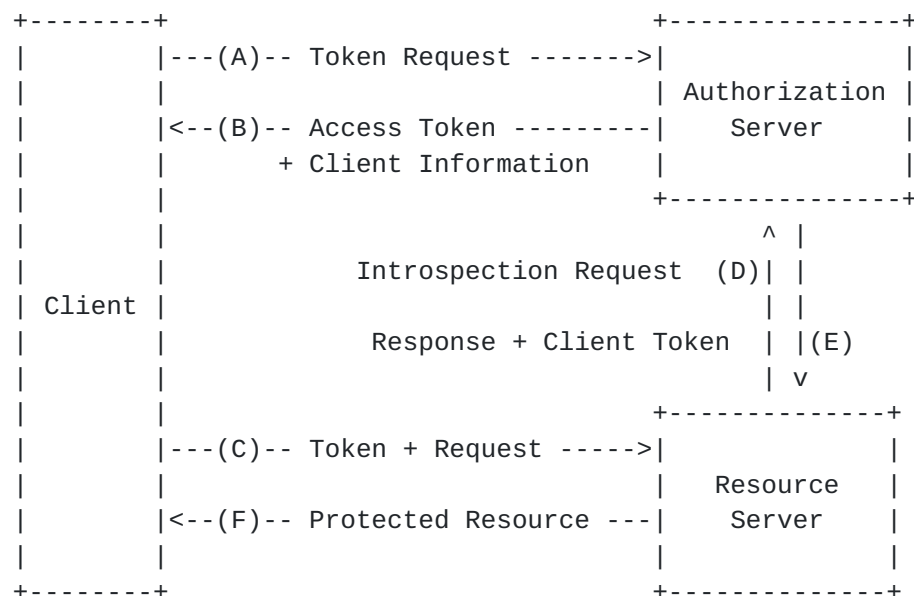 +--------+                               +---------------+
|        |---(A)-- Token Request ------->|               |
|        |                               | Authorization |
|        |<--(B)-- Access Token ---------|    Server     |
|        |       + Client Information    |               |
|        |                               +---------------+
|        |                                      ^ |
|        |            Introspection Request  (D)| |
| Client |                                      | |
|        |             Response + Client Token  | |(E)
|        |                                      | v
|        |                               +--------------+
|        |---(C)-- Token + Request ----->|              |
|        |                               |   Resource   |
|        |<--(F)-- Protected Resource ---|    Server    |
|        |                               |              |
+--------+                               +--------------+